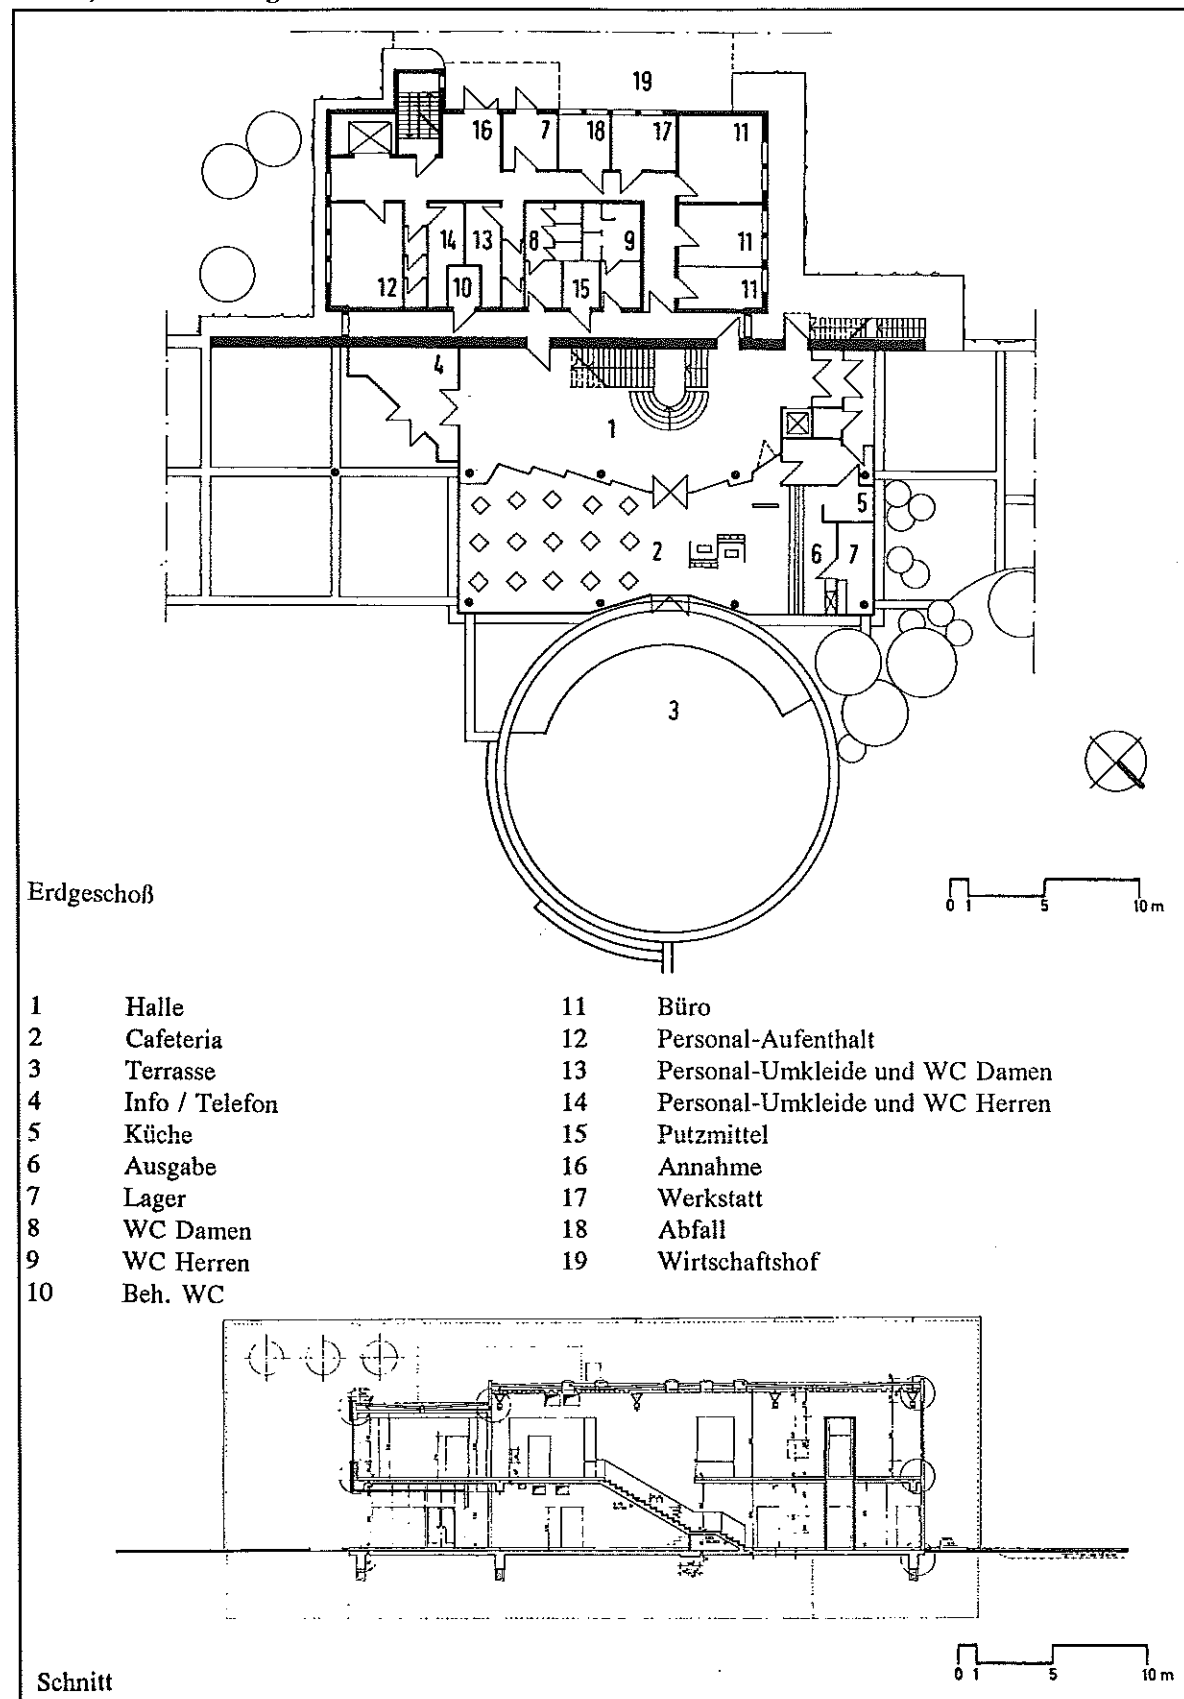 19
16 7 18 17 11
14 13 8 9 11
12 10 15 11
4
1
5
2 6 7
3
Erdgeschoß
0 1 5 10 m
1 Halle
2 Cafeteria
3 Terrasse
4 Info / Telefon
5 Küche
6 Ausgabe
7 Lager
8 WC Damen
9 WC Herren
10 Beh. WC
11 Büro
12 Personal-Aufenthalt
13 Personal-Umkleide und WC Damen
14 Personal-Umkleide und WC Herren
15 Putzmittel
16 Annahme
17 Werkstatt
18 Abfall
19 Wirtschaftshof
Schnitt
0 1 5 10 m